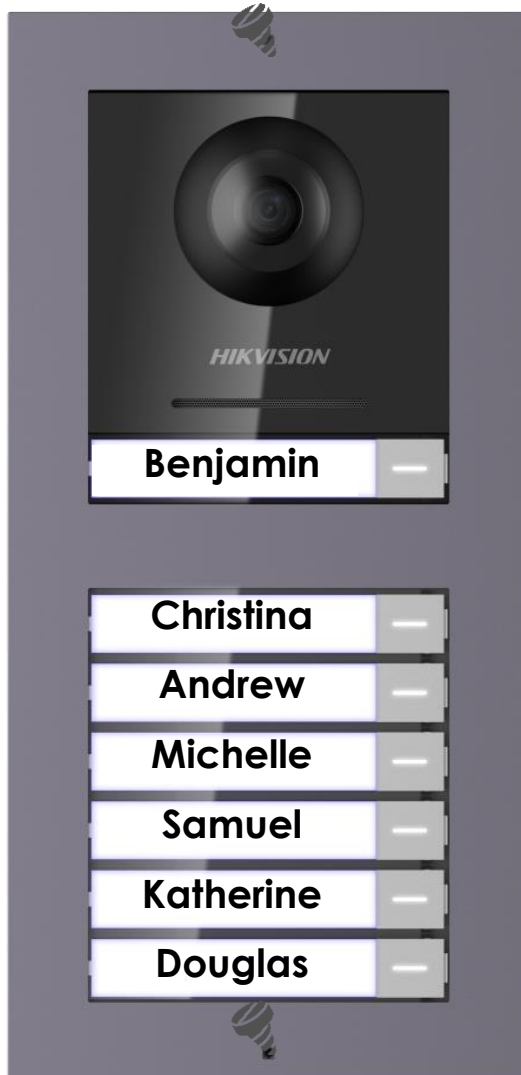 HIKVISION
Benjamin
Christina
Andrew
Michelle
Samuel
Katherine
Douglas